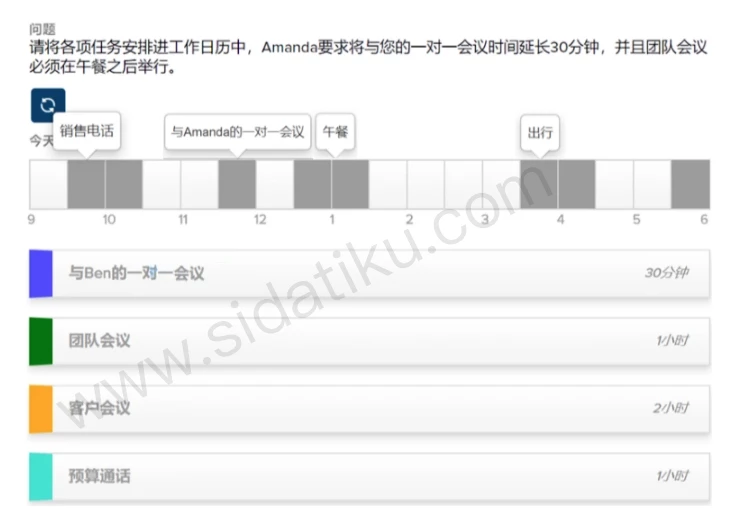 问题
请将各项任务安排进工作日历中，Amanda要求将与您的一对一会议时间延长30分钟，并且团队会议
必须在午餐之后举行。
销售电话
与Amanda的一对一会议
午餐
出行
今天
9 10 11 12 1 2 3 4 5 6
与Ben的一对一会议 30分钟
团队会议 1小时
客户会议 2小时
预算通话 1小时
www.sidatiku.com